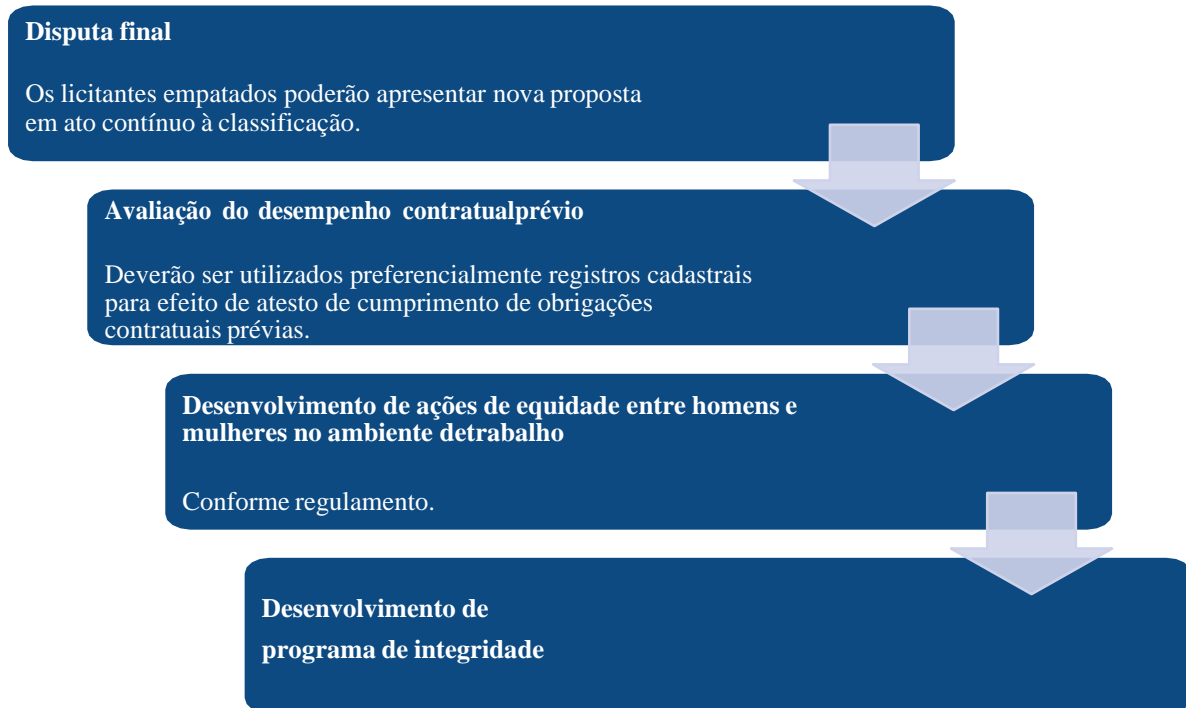 Disputa final
Os licitantes empatados poderão apresentar nova proposta
em ato contínuo à classificação.
Avaliação do desempenho contratualprévio
Deverão ser utilizados preferencialmente registros cadastrais
para efeito de atesto de cumprimento de obrigações
contratuais prévias.
Desenvolvimento de ações de equidade entre homens e
mulheres no ambiente detrabalho
Conforme regulamento.
Desenvolvimento de
programa de integridade